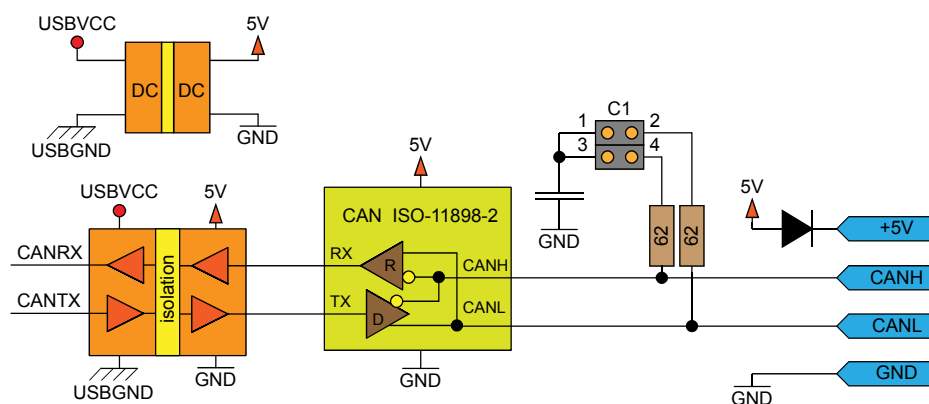 USBVCC
5V
DC DC
USBGND
GND
C1
1 2
3 4
GND
62
62
5V
+5V
CANH
CANL
GND
GND
USBVCC
5V
CANRX
CANTX
isolation
USBGND
GND
5V
CAN ISO-11898-2
RX
R
CANH
TX
D
CANL
GND